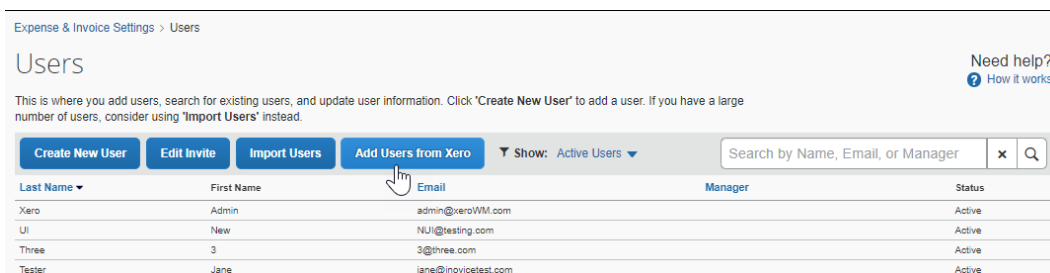 Expense & Invoice Settings > Users
Users
Need help?
? How it works
This is where you add users, search for existing users, and update user information. Click 'Create New User' to add a user. If you have a large
number of users, consider using 'Import Users' instead.
Create New User Edit Invite Import Users Add Users from Xero Show: Active Users Search by Name, Email, or Manager x
Last Name First Name Email Manager Status
Xero Admin admin@xeroWM.com Active
UI New NUI@testing.com Active
Three 3 3@three.com Active
Tester Jane jane@inovicetest.com Active